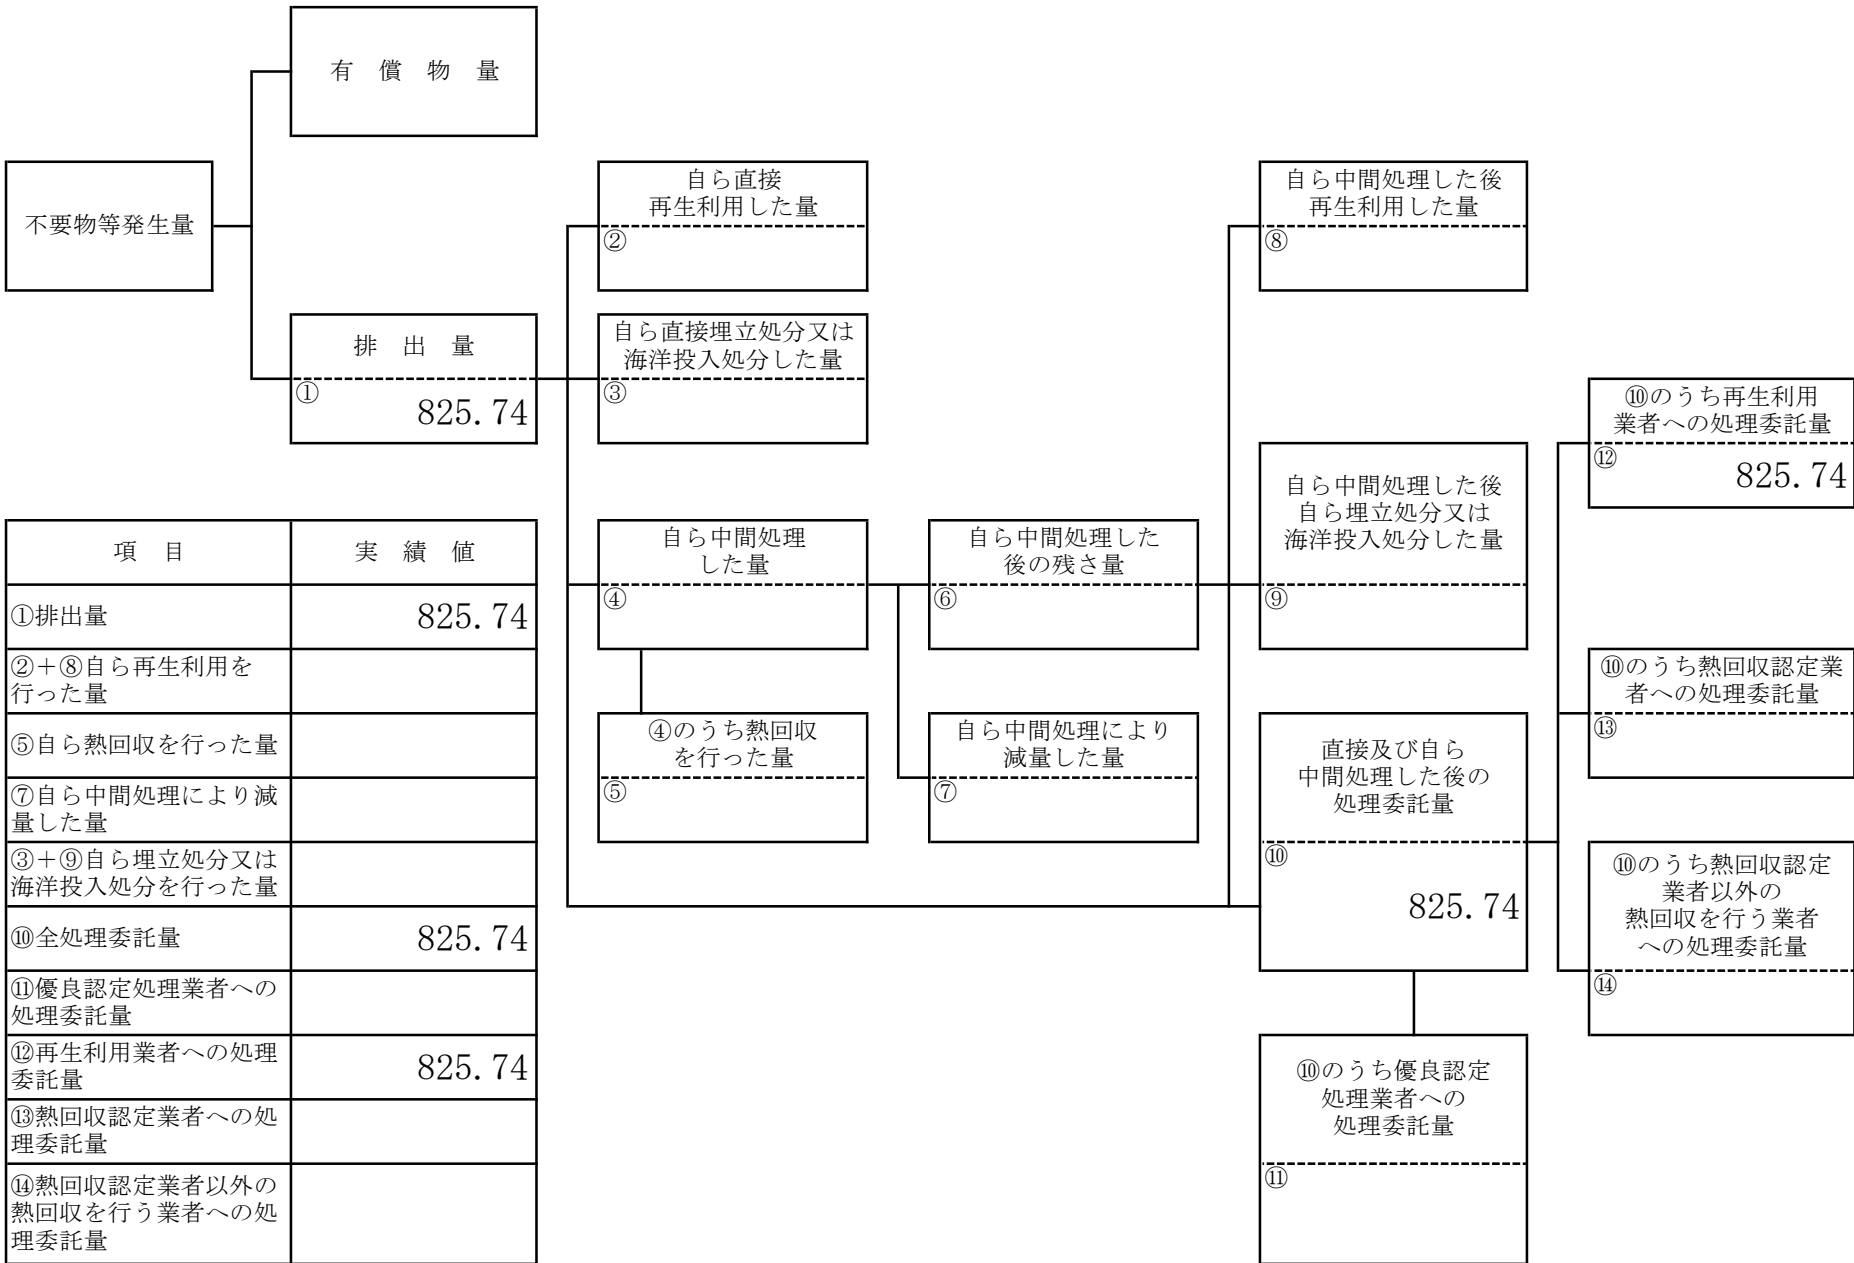 有 償 物 量
不要物等発生量
排 出 量
①
825.74
自ら直接
再生利用した量
②
自ら直接埋立処分又は
海洋投入処分した量
③
自ら中間処理
した量
④
④のうち熱回収
を行った量
⑤
自ら中間処理した
後の残さ量
⑥
自ら中間処理により
減量した量
⑦
自ら中間処理した後
再生利用した量
⑧
自ら中間処理した後
自ら埋立処分又は
海洋投入処分した量
⑨
直接及び自ら
中間処理した後の
処理委託量
⑩
825.74
⑩のうち優良認定
処理業者への
処理委託量
⑪
⑩のうち再生利用
業者への処理委託量
⑫
825.74
⑩のうち熱回収認定業
者への処理委託量
⑬
⑩のうち熱回収認定
業者以外の
熱回収を行う業者
への処理委託量
⑭
項 目 実 績 値
①排出量 825.74
②+⑧自ら再生利用を
行った量
⑤自ら熱回収を行った量
⑦自ら中間処理により減
量した量
③+⑨自ら埋立処分又は
海洋投入処分を行った量
⑩全処理委託量 825.74
⑪優良認定処理業者への
処理委託量
⑫再生利用業者への処理
委託量 825.74
⑬熱回収認定業者への処
理委託量
⑭熱回収認定業者以外の
熱回収を行う業者への処
理委託量